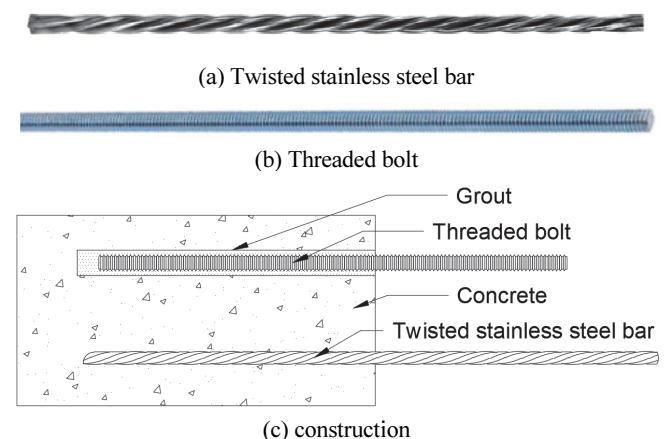 (a) Twisted stainless steel bar
(b) Threaded bolt
Grout
Threaded bolt
Concrete
Twisted stainless steel bar
(c) construction